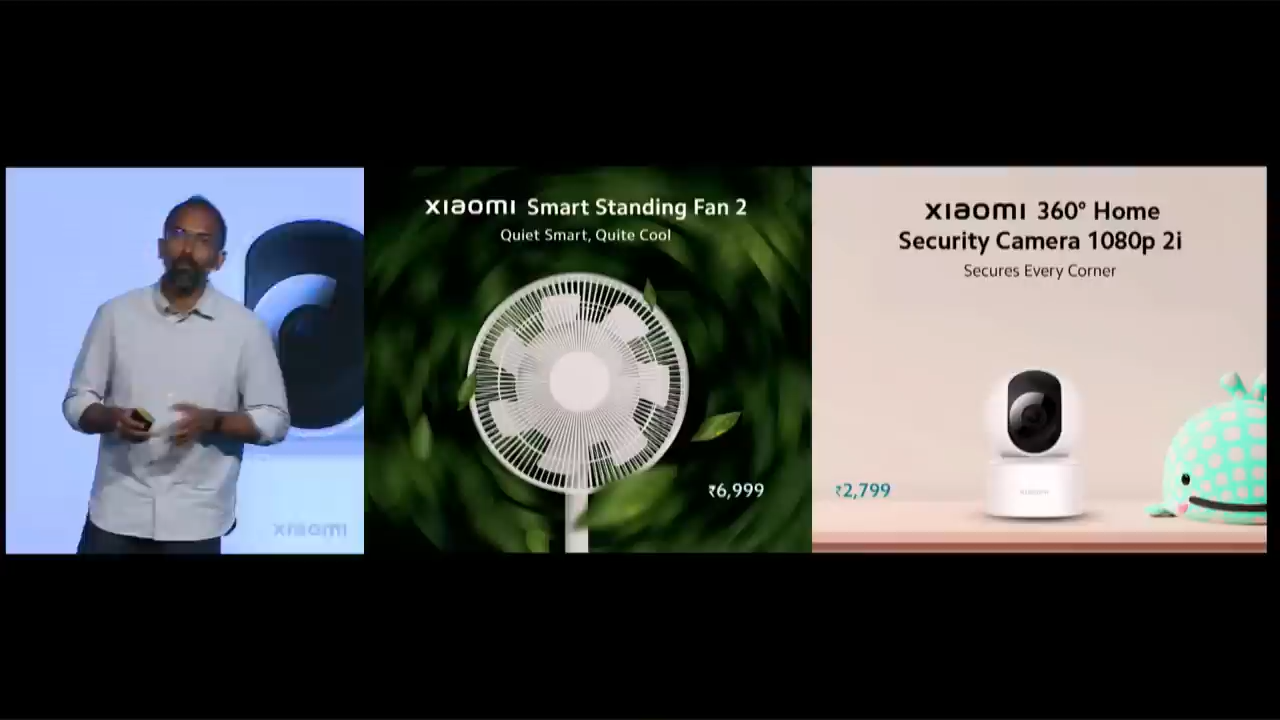 xiaomi
xiaomi Smart Standing Fan 2
Quiet Smart, Quite Cool
₹6,999
xiaomi 360° Home
Security Camera 1080p 2i
Secures Every Corner
₹2,799
xiaomi